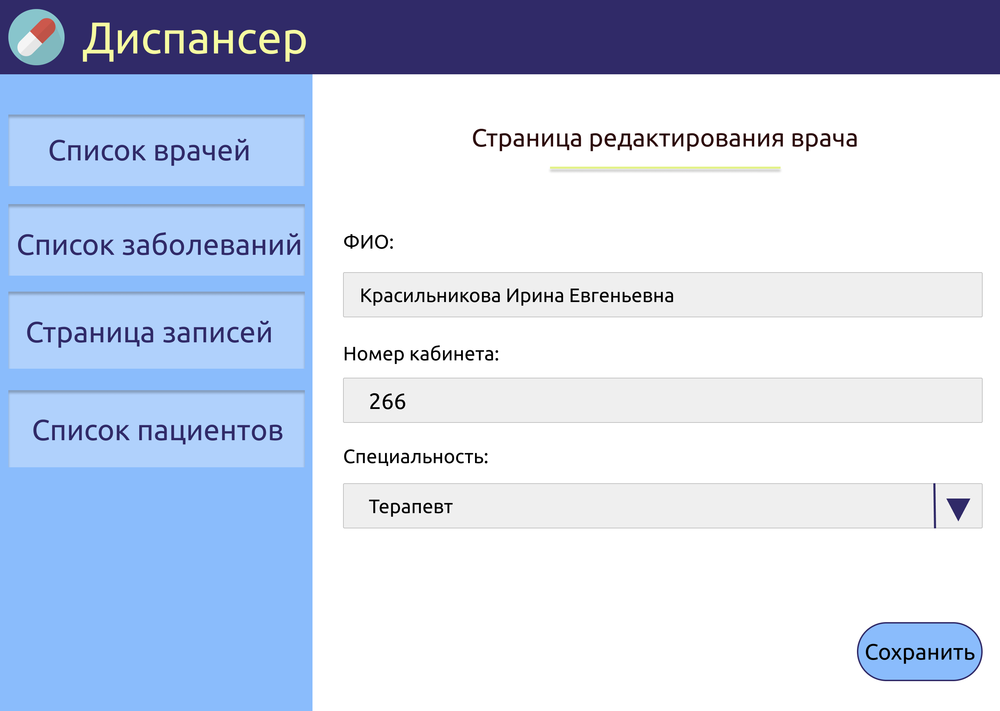 Диспансер
Список врачей
Список заболеваний
Страница записей
Список пациентов
Страница редактирования врача
ФИО:
Красильникова Ирина Евгеньевна
Номер кабинета:
266
Специальность:
Терапевт
Сохранить